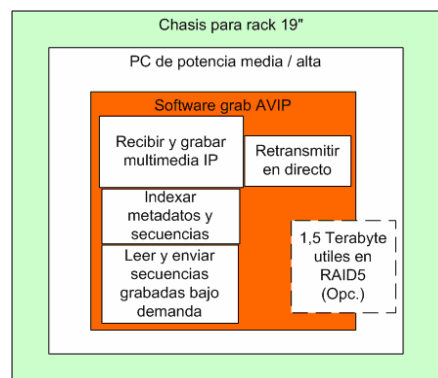 Chasis para rack 19"
PC de potencia media / alta
Software grab AVIP
Recibir y grabar
multimedia IP
Retransmitir
en directo
Indexar
metadatos y
secuencias
Leer y enviar
secuencias
grabadas bajo
demanda
1,5 Terabyte
utiles en
RAID5
(Opc.)